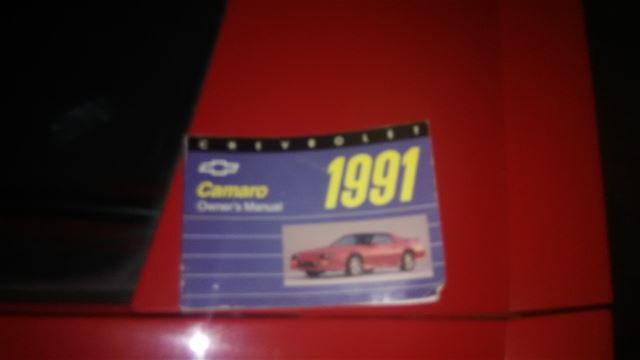 CHEVROLET
1991
Camaro
Owner's Manual